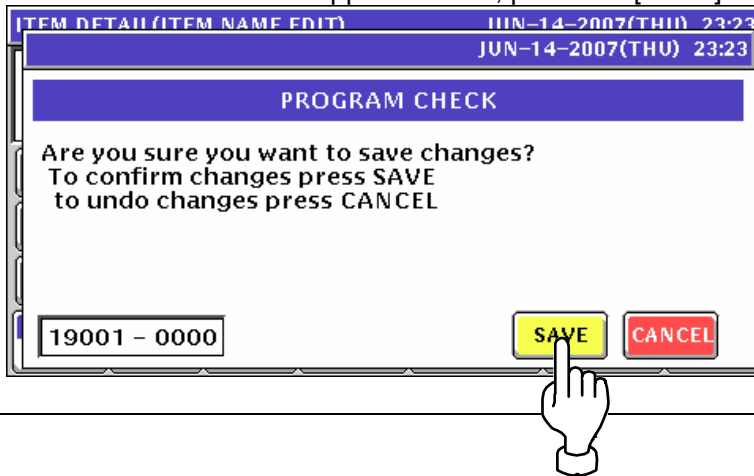 ITEM DETAIL(ITEM NAME EDIT) JUN-14-2007(THU) 23:23
JUN-14-2007(THU) 23:23
PROGRAM CHECK
Are you sure you want to save changes?
To confirm changes press SAVE
to undo changes press CANCEL
19001 - 0000
SAVE
CANCEL